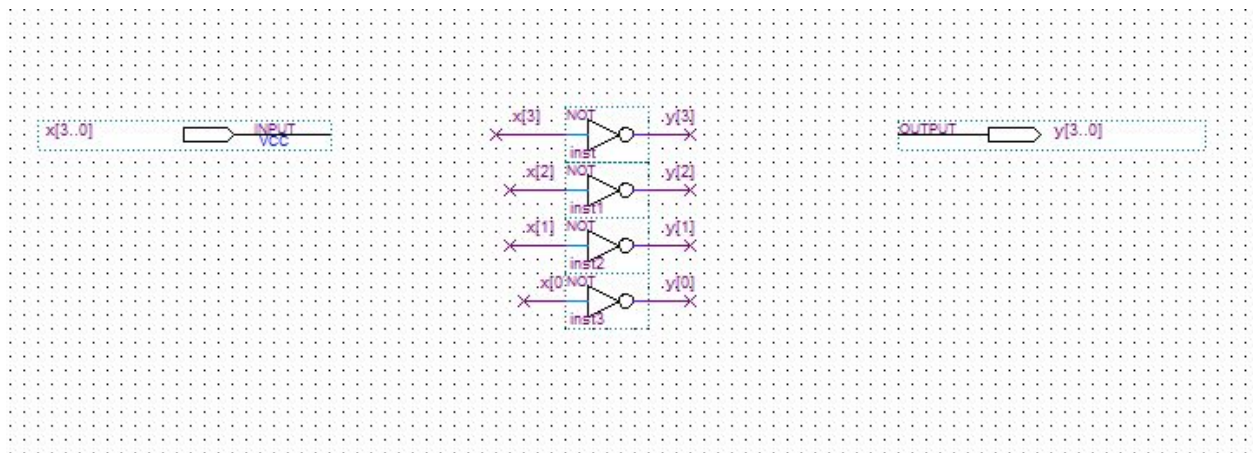 x[3..0]
INPUT
VCC
.x[3]
NOT
.y[3]
inst
.x[2]
NOT
.y[2]
inst1
.x[1]
NOT
.y[1]
inst2
.x[0
NOT
.y[0]
inst3
OUTPUT
y[3..0]